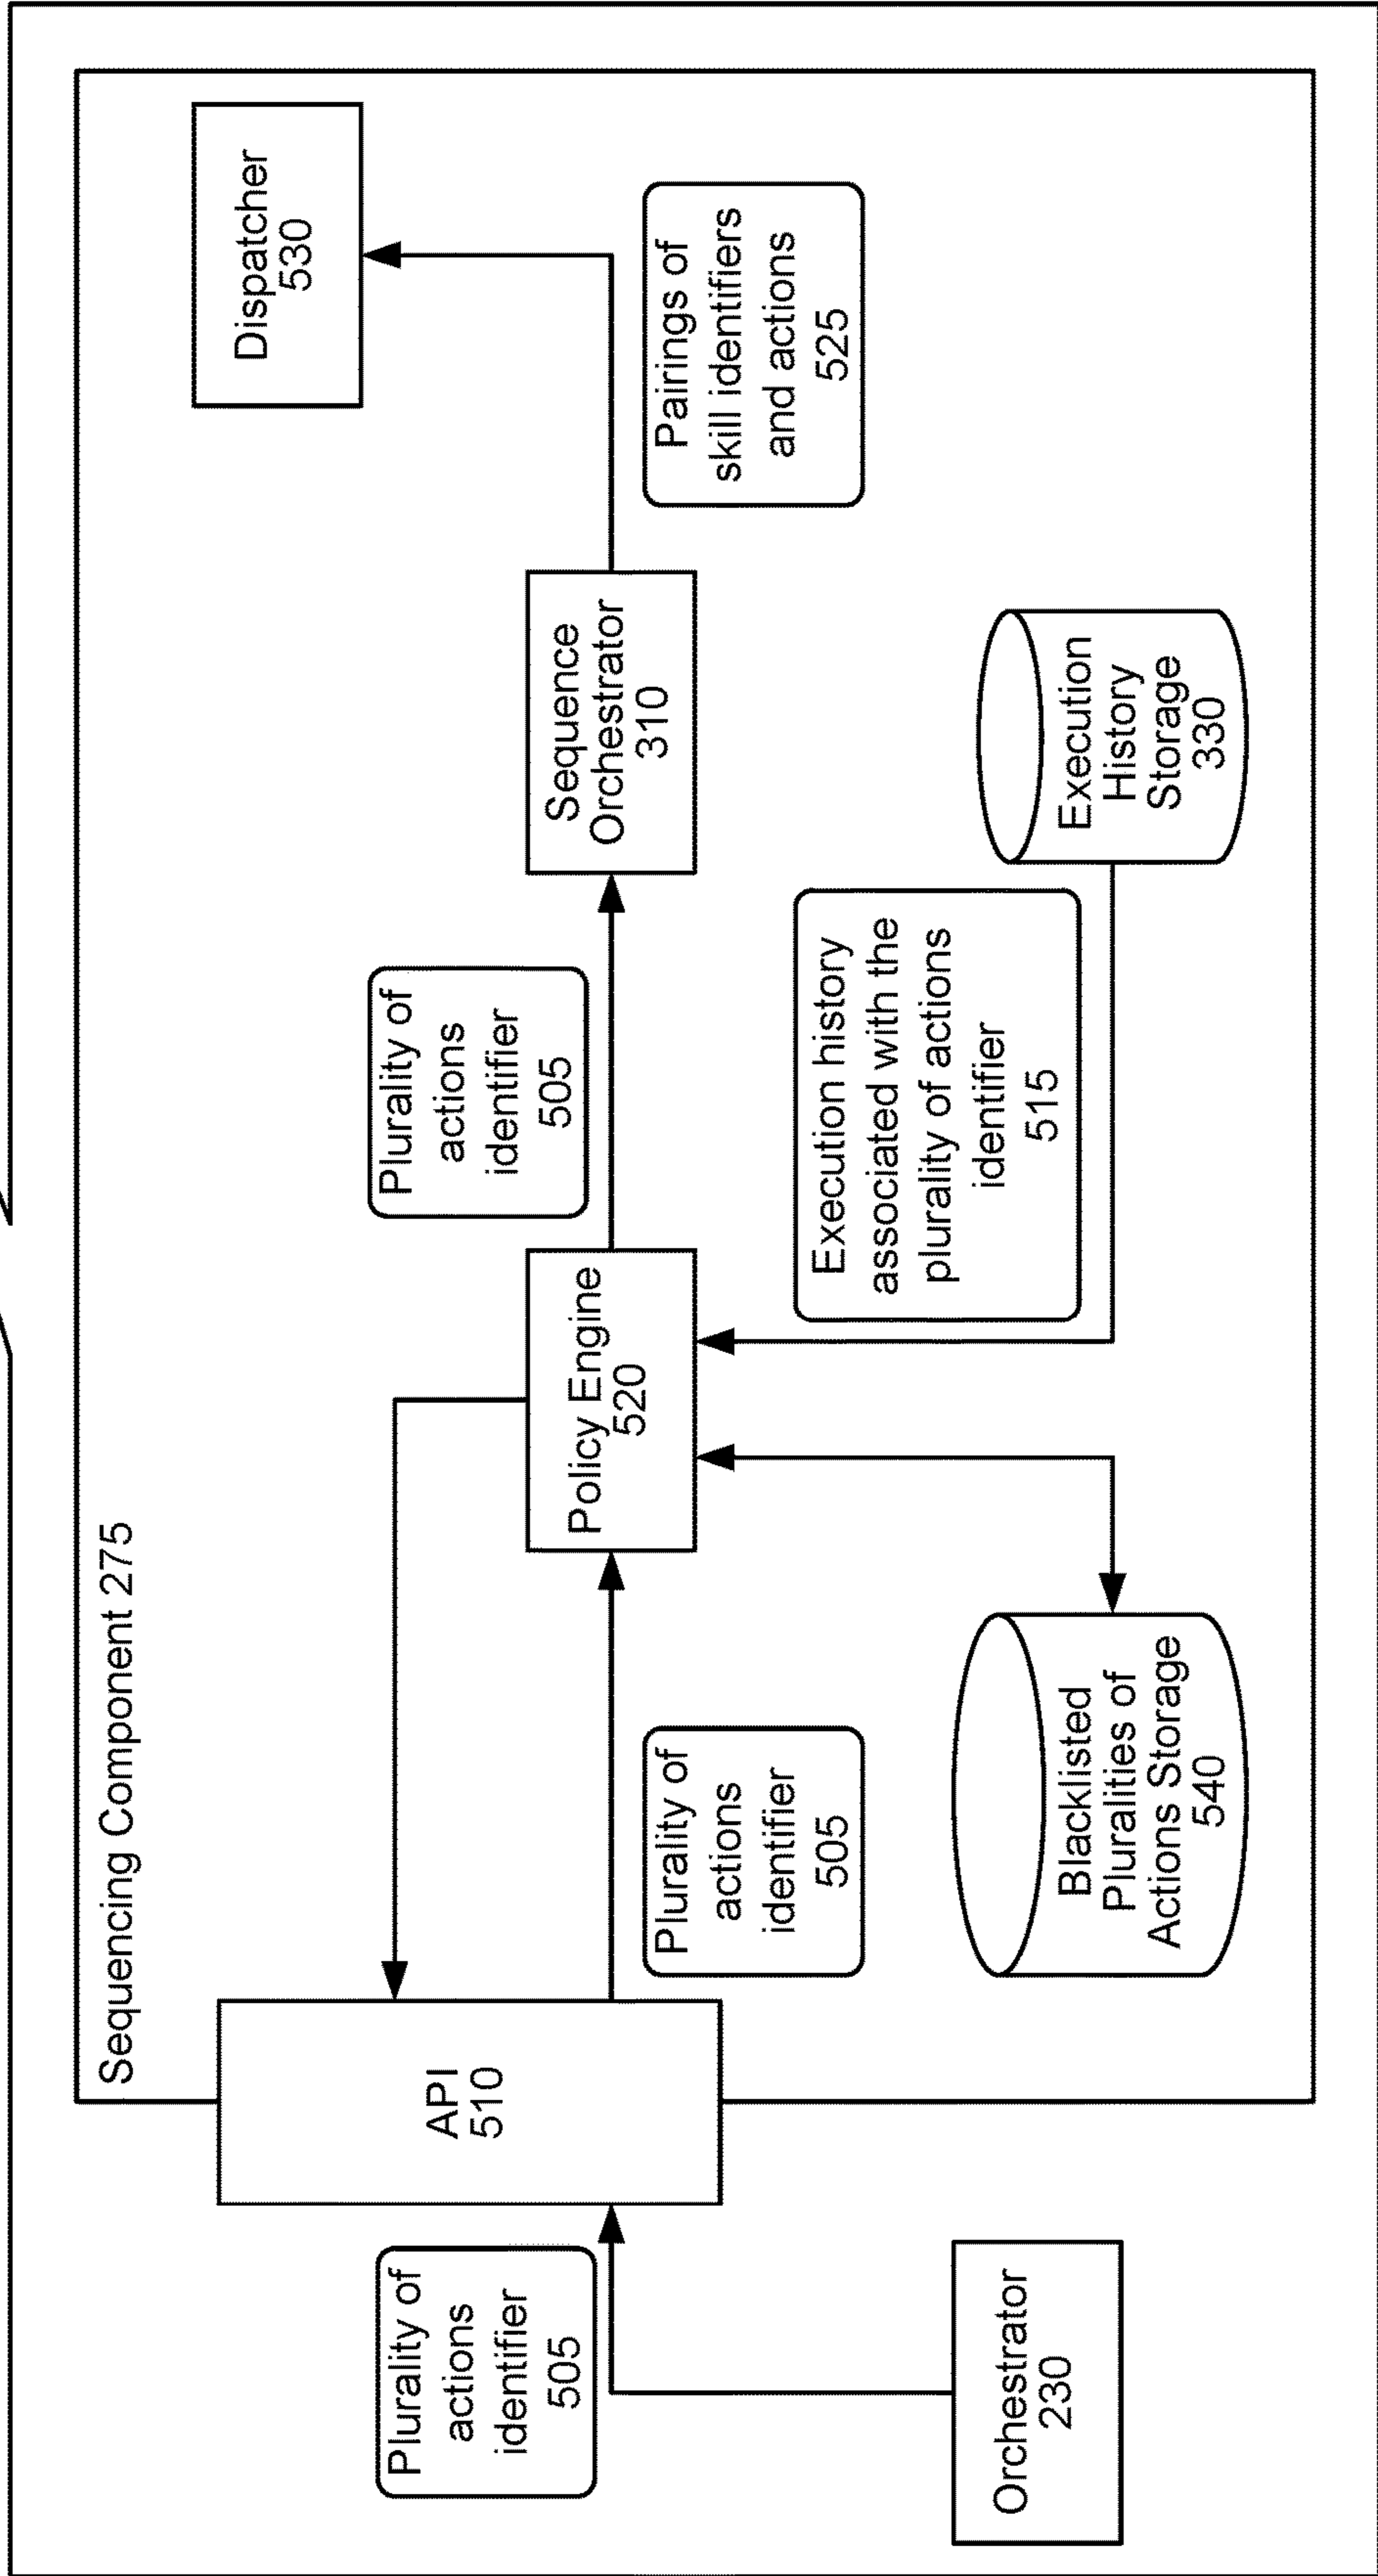 Sequencing Component 275
Plurality of
actions
identifier
505
Orchestrator
230
API
510
Plurality of
actions
identifier
505
Blacklisted
Pluralities of
Actions Storage
540
Policy Engine
520
Plurality of
actions
identifier
505
Execution history
associated with the
plurality of actions
identifier
515
Sequence
Orchestrator
310
Execution
History
Storage
330
Pairings of
skill identifiers
and actions
525
Dispatcher
530